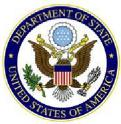 DEPARTMENT OF STATE
UNITED STATES OF AMERICA